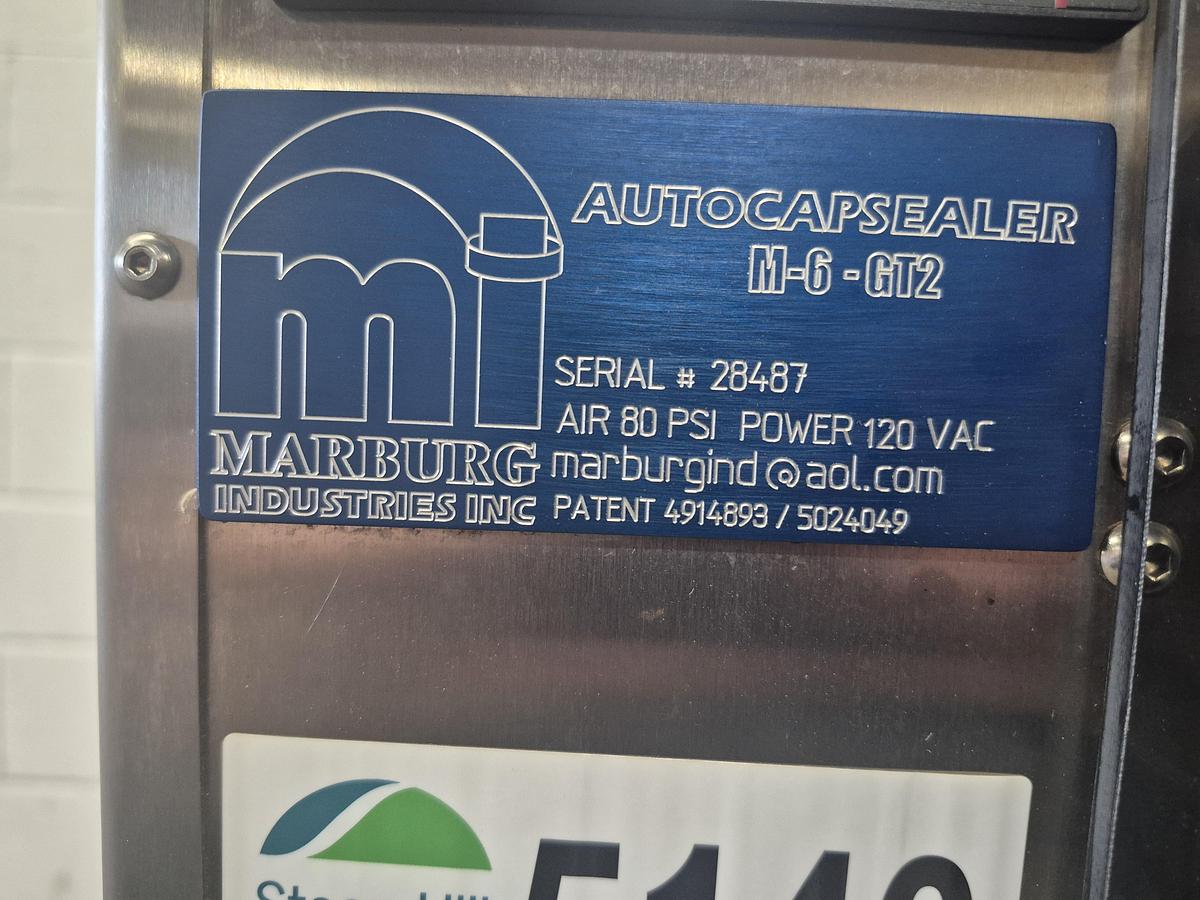 mi
AUTOCAPSEALER
M-6 -GT2
SERIAL # 28487
AIR 80 PSI POWER 120 VAC
marburgind@aol.com
PATENT 4914893 / 5024049
MARBURG
INDUSTRIES INC